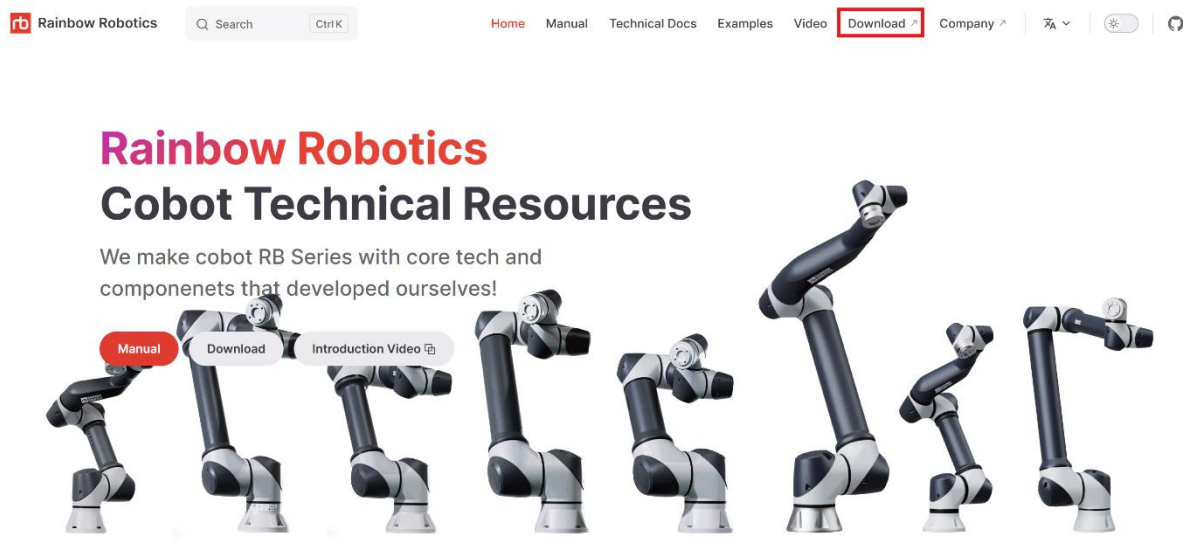 Rainbow Robotics Search Ctrl K Home Manual Technical Docs Examples Video Download Company
Rainbow Robotics
Cobot Technical Resources
We make cobot RB Series with core tech and
componenets that developed ourselves!
Manual Download Introduction Video